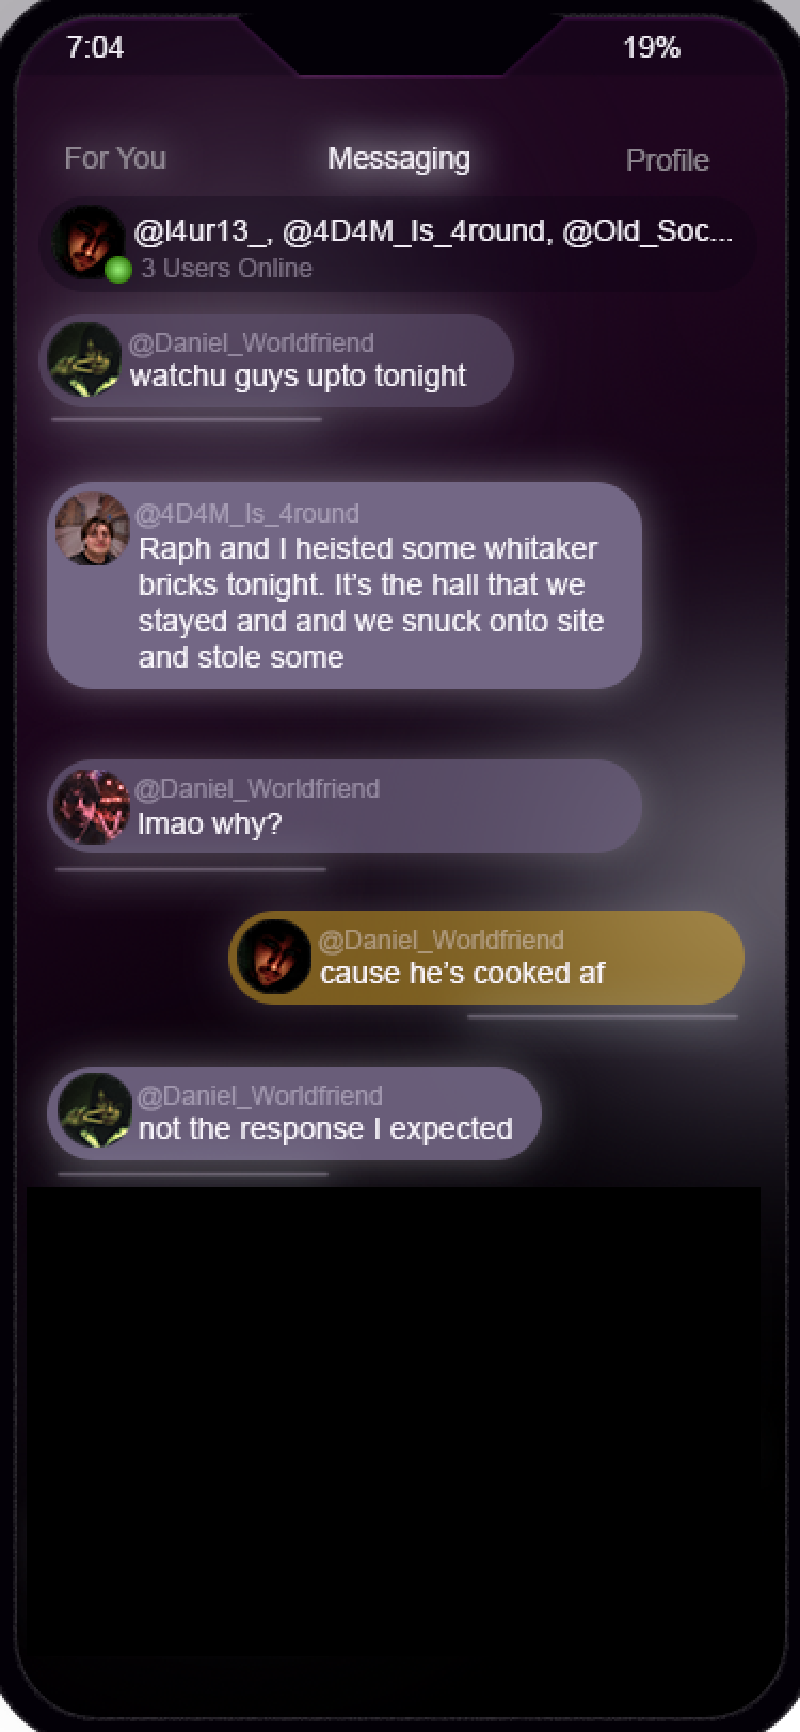 7:04 19%
For You Messaging Profile
@l4ur13_, @4D4M_Is_4round, @Old_Soc...
3 Users Online
@Daniel_Worldfriend
watchu guys upto tonight
@4D4M_Is_4round
Raph and I heisted some whitaker
bricks tonight. It's the hall that we
stayed and and we snuck onto site
and stole some
@Daniel_Worldfriend
lmao why?
@Daniel_Worldfriend
cause he's cooked af
@Daniel_Worldfriend
not the response I expected